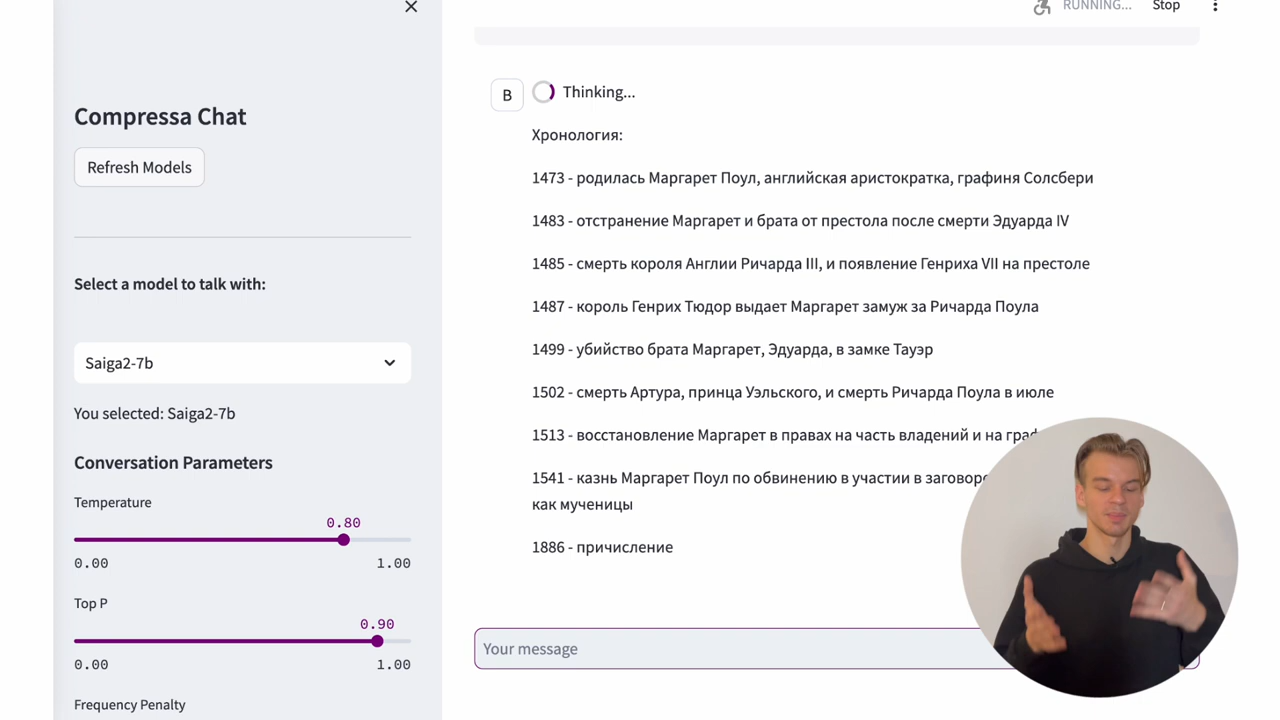 RUNNING...
Stop
Compressa Chat
Refresh Models
Select a model to talk with:
Saiga2-7b
You selected: Saiga2-7b
Conversation Parameters
Temperature
0.80
0.00
1.00
Top P
0.90
0.00
1.00
Frequency Penalty
B
Thinking...
Хронология:
1473 - родилась Маргарет Поул, английская аристократка, графиня Солсбери
1483 - отстранение Маргарет и брата от престола после смерти Эдуарда IV
1485 - смерть короля Англии Ричарда III, и появление Генриха VII на престоле
1487 - король Генрих Тюдор выдает Маргарет замуж за Ричарда Поула
1499 - убийство брата Маргарет, Эдуарда, в замке Тауэр
1502 - смерть Артура, принца Уэльского, и смерть Ричарда Поула в июле
1513 - восстановление Маргарет в правах на часть владений и на
1541 - казнь Маргарет Поул по обвинению в участии в
как мученицы
1886 - причисление
Your message